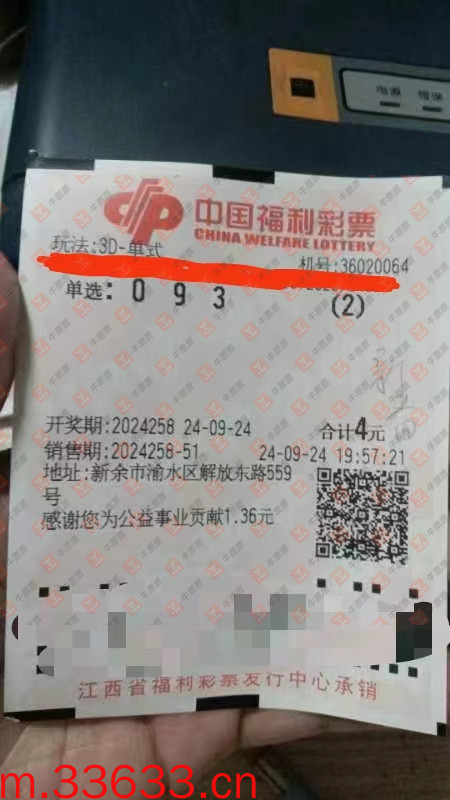 电源 错误
中国福利彩票
CHINA WELFARE LOTTERY
玩法:3D-单式
机号:36020064
单选: 0 9 3 (2)
开奖期:2024258 24-09-24 合计4元
销售期:2024258-51 24-09-24 19:57:21
地址:新余市渝水区解放东路559
号
感谢您为公益事业贡献1.36元
江西省福利彩票发行中心承销
m.33633.cn